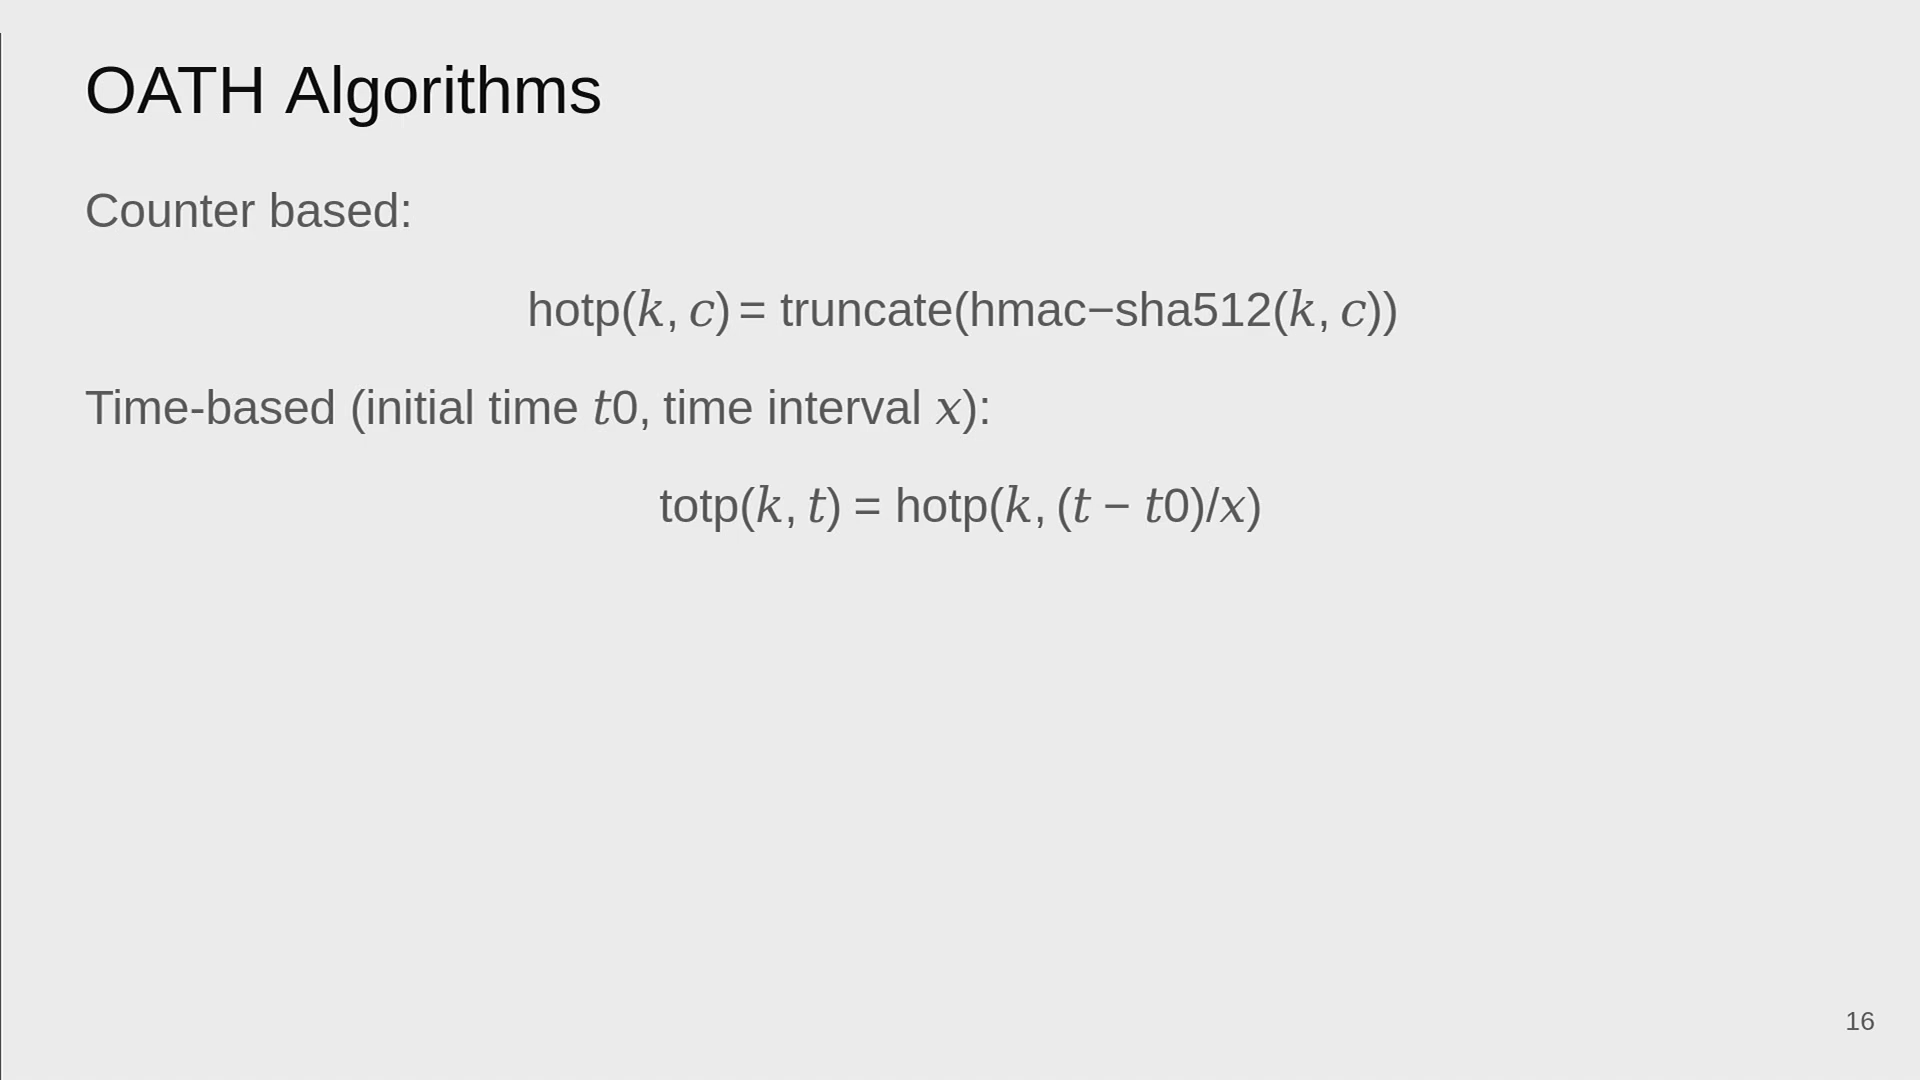 OATH Algorithms
Counter based:
hotp(k, c) = truncate(hmac−sha512(k, c))
Time-based (initial time t0, time interval x):
totp(k, t) = hotp(k, (t − t0)/x)
16